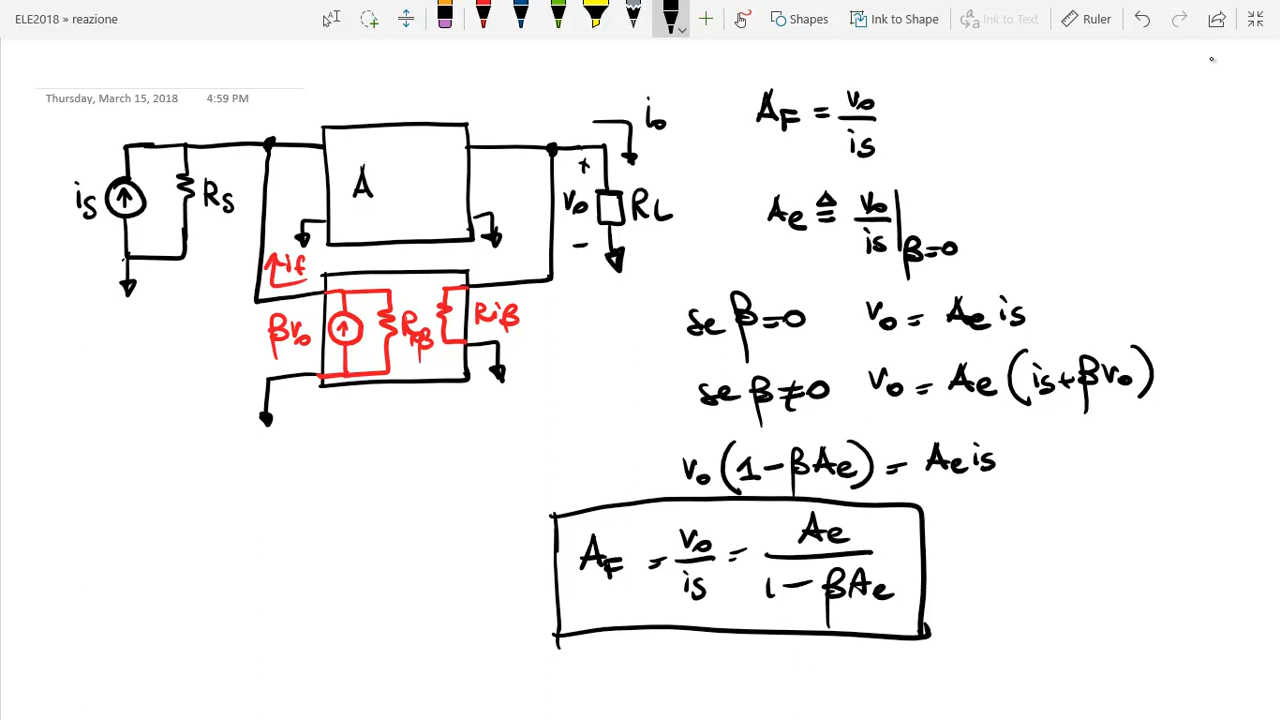 ELE2018 » reazione
Shapes
Ink to Shape
Ink to Text
Ruler
Thursday, March 15, 2018 4:59 PM
is
RS
A
io
+
vo
-
RL
if
βvo
Roβ
Riβ
AF = vo/is
Ae ≜ vo/is |β=0
se β=0 vo = Ae is
se β≠0 vo = Ae (is+βvo)
vo (1-βAe) = Ae is
AF = vo/is = Ae/(1-βAe)